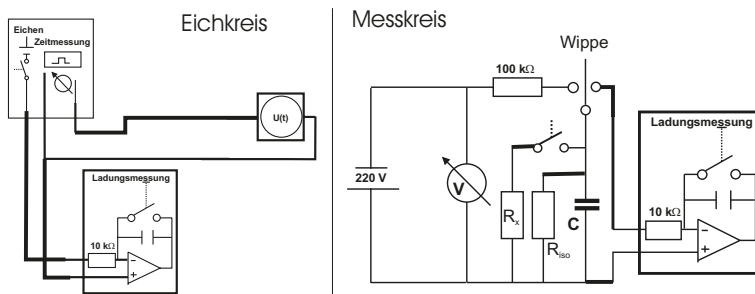 Eichkreis
Eichen
Zeitmessung
U(t)
Ladungsmessung
10 kΩ
−
+
Messkreis
Wippe
100 kΩ
Ladungsmessung
220 V
V
Rx
Riso
C
10 kΩ
−
+